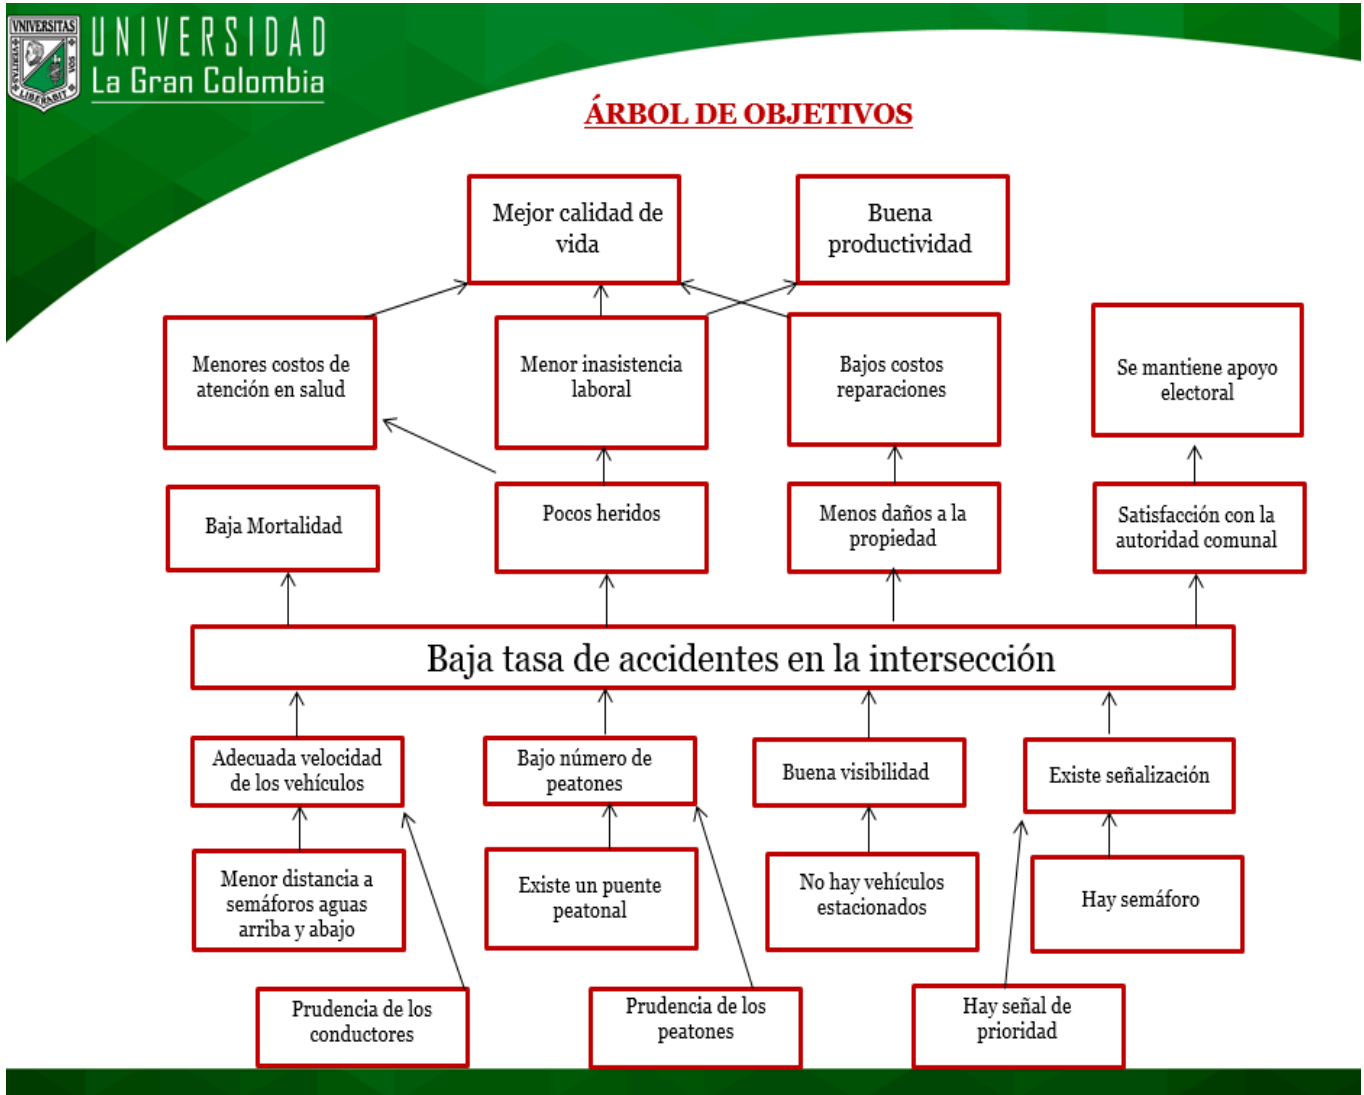 VNIVERSITAS
VERITAS
VOS
LIBERABIT
UNIVERSIDAD
La Gran Colombia
ÁRBOL DE OBJETIVOS
Mejor calidad de
vida
Buena
productividad
Menores costos de
atención en salud
Menor inasistencia
laboral
Bajos costos
reparaciones
Se mantiene apoyo
electoral
Baja Mortalidad
Pocos heridos
Menos daños a la
propiedad
Satisfacción con la
autoridad comunal
Baja tasa de accidentes en la intersección
Adecuada velocidad
de los vehículos
Bajo número de
peatones
Buena visibilidad
Existe señalización
Menor distancia a
semáforos aguas
arriba y abajo
Existe un puente
peatonal
No hay vehículos
estacionados
Hay semáforo
Prudencia de los
conductores
Prudencia de los
peatones
Hay señal de
prioridad